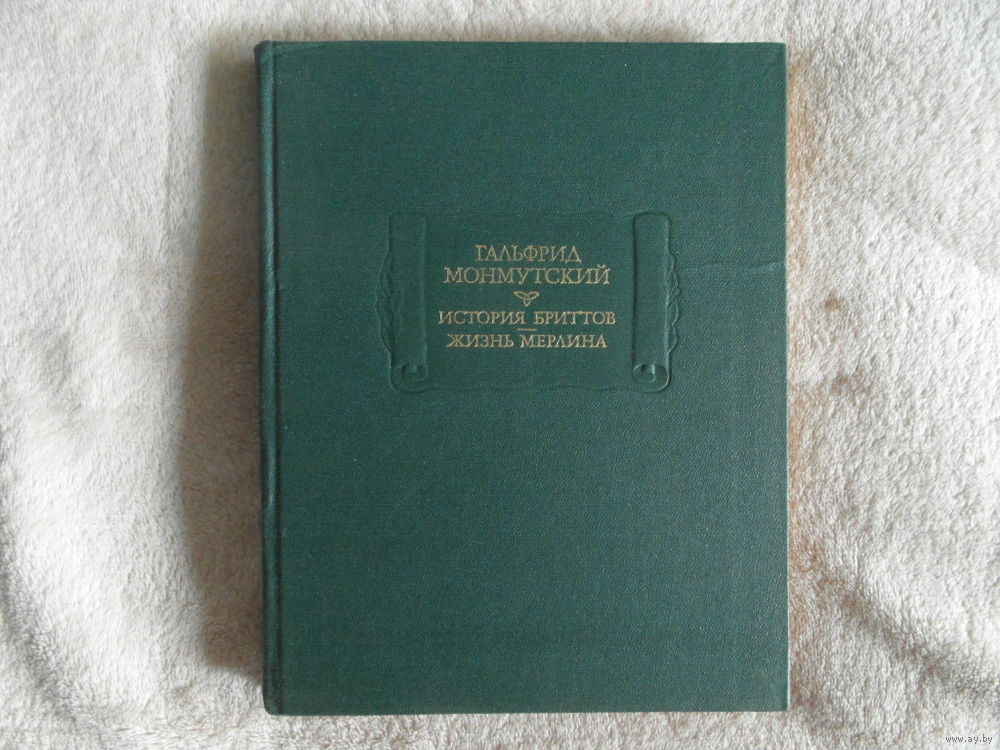 ГАЛЬФРИД
МОНМУТСКИЙ
ИСТОРИЯ БРИТТОВ
ЖИЗНЬ МЕРЛИНА
www.ay.by